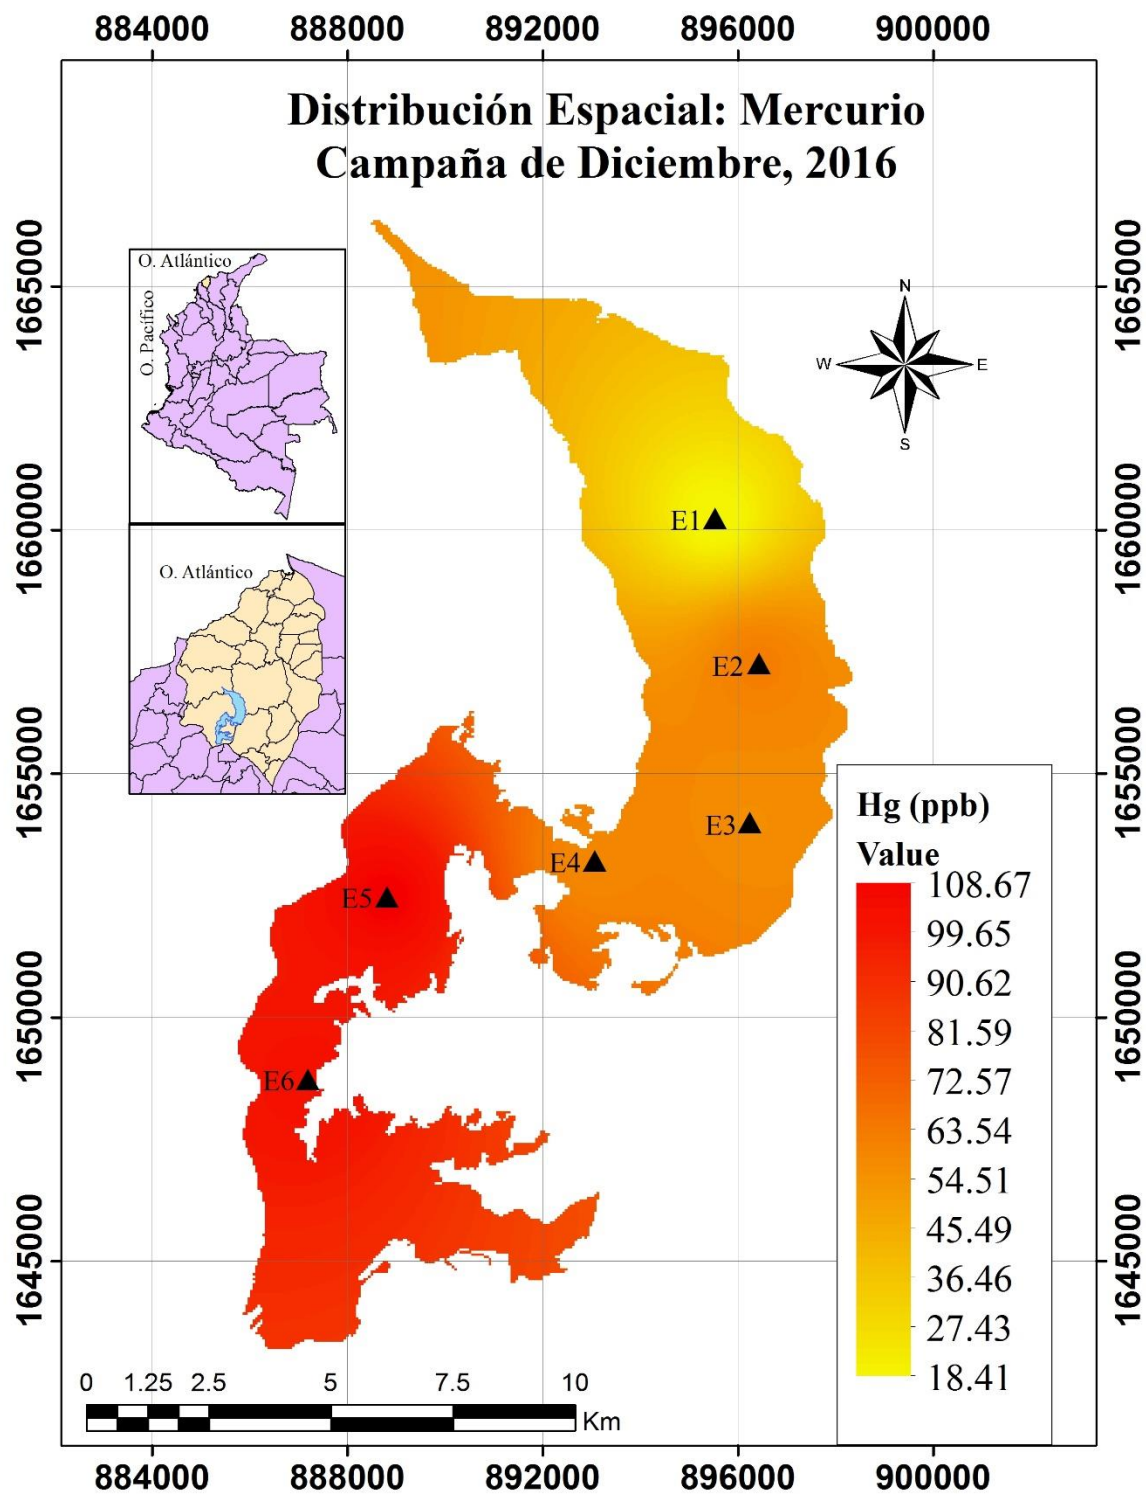 884000 888000 892000 896000 900000
Distribución Espacial: Mercurio
Campaña de Diciembre, 2016
1665000
1660000
1655000
1650000
1645000
O. Atlántico
O. Pacífico
O. Atlántico
N
W E
S
E1
E2
E3
E4
E5
E6
Hg (ppb)
Value
108.67
99.65
90.62
81.59
72.57
63.54
54.51
45.49
36.46
27.43
18.41
1665000
1660000
1655000
1650000
1645000
0 1.25 2.5 5 7.5 10
Km
884000 888000 892000 896000 900000